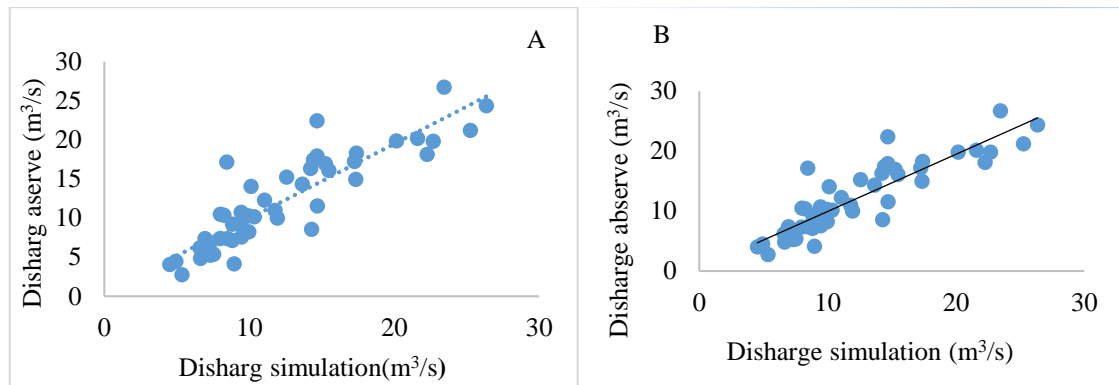 A
Disharg aserve (m³/s)
30
25
20
15
10
5
0
0 10 20 30
Disharg simulation(m³/s)
B
Disharge abserve (m³/s)
30
20
10
0
0 10 20 30
Disharge simulation (m³/s)